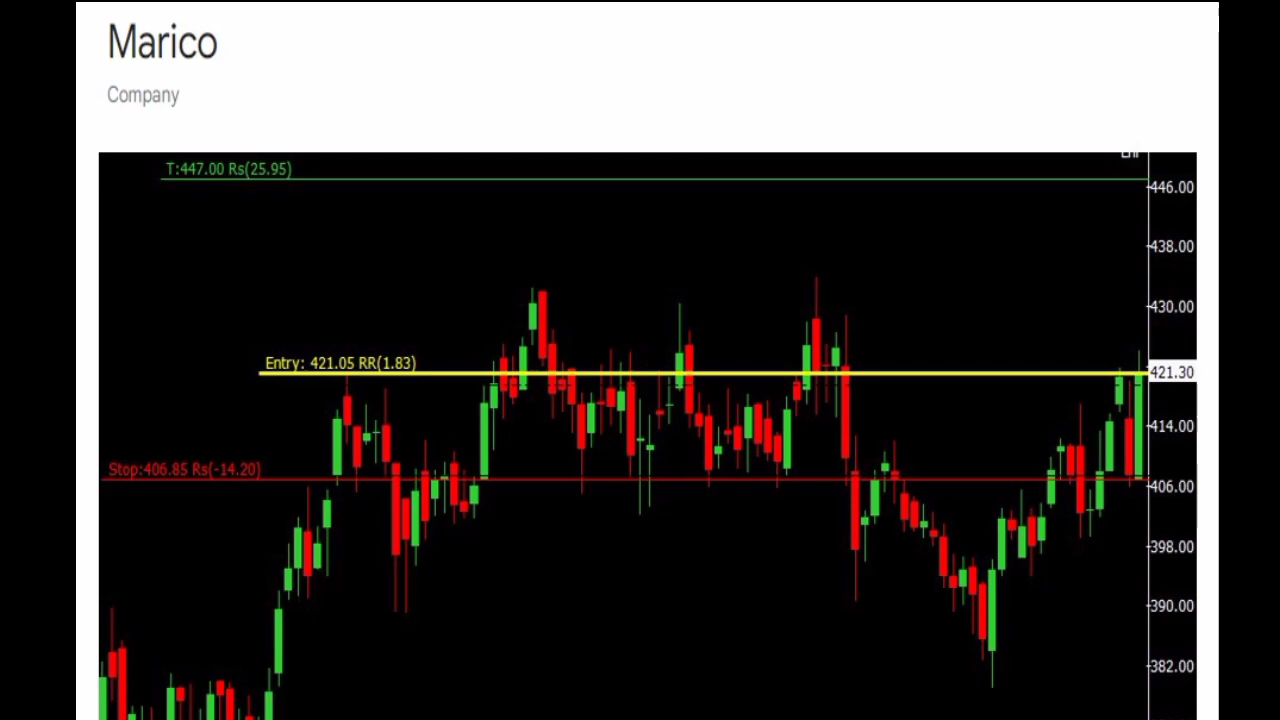 Marico
Company
T:447.00 Rs(25.95)
446.00
438.00
430.00
Entry: 421.05 RR(1.83)
421.30
414.00
Stop:406.85 Rs(-14.20)
406.00
398.00
390.00
382.00